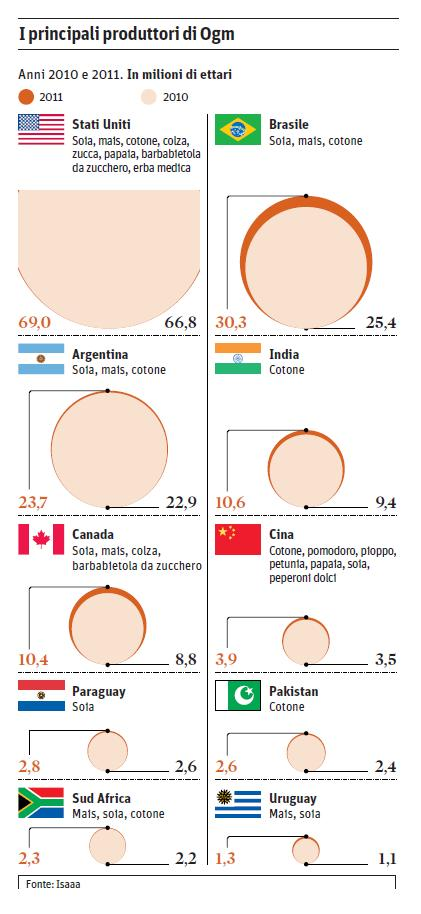 I principali produttori di Ogm
Anni 2010 e 2011. In milioni di ettari
2011
2010
Stati Uniti
Soia, mais, cotone, colza,
zucca, papaia, barbabietola
da zucchero, erba medica
69,0
66,8
Brasile
Soia, mais, cotone
30,3
25,4
Argentina
Soia, mais, cotone
23,7
22,9
India
Cotone
10,6
9,4
Canada
Soia, mais, colza,
barbabietola da zucchero
10,4
8,8
Cina
Cotone, pomodoro, pioppo,
petunia, papaia, soia,
peperoni dolci
3,9
3,5
Paraguay
Soia
2,8
2,6
Pakistan
Cotone
2,6
2,4
Sud Africa
Mais, soia, cotone
2,3
2,2
Uruguay
Mais, soia
1,3
1,1
Fonte: Isaaa